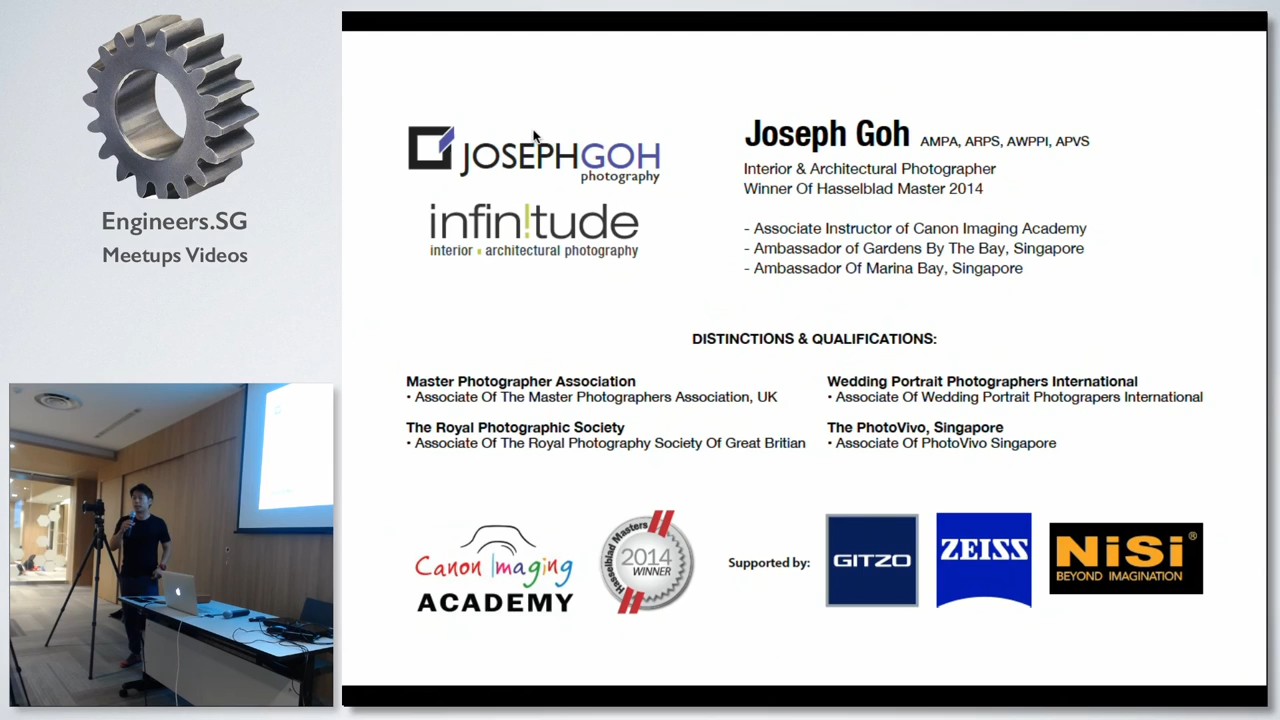 Engineers.SG
Meetups Videos
JOSEPHGOH
photography
infin!tude
interior architectural photography
Joseph Goh AMPA, ARPS, AWPPI, APVS
Interior & Architectural Photographer
Winner Of Hasselblad Master 2014
- Associate Instructor of Canon Imaging Academy
- Ambassador of Gardens By The Bay, Singapore
- Ambassador Of Marina Bay, Singapore
DISTINCTIONS & QUALIFICATIONS:
Master Photographer Association
• Associate Of The Master Photographers Association, UK
The Royal Photographic Society
• Associate Of The Royal Photography Society Of Great Britian
Wedding Portrait Photographers International
• Associate Of Wedding Portrait Photograpers International
The PhotoVivo, Singapore
• Associate Of PhotoVivo Singapore
Canon Imaging
ACADEMY
Hasselblad Masters
2014
WINNER
Supported by:
GITZO
ZEISS
NiSi®
BEYOND IMAGINATION